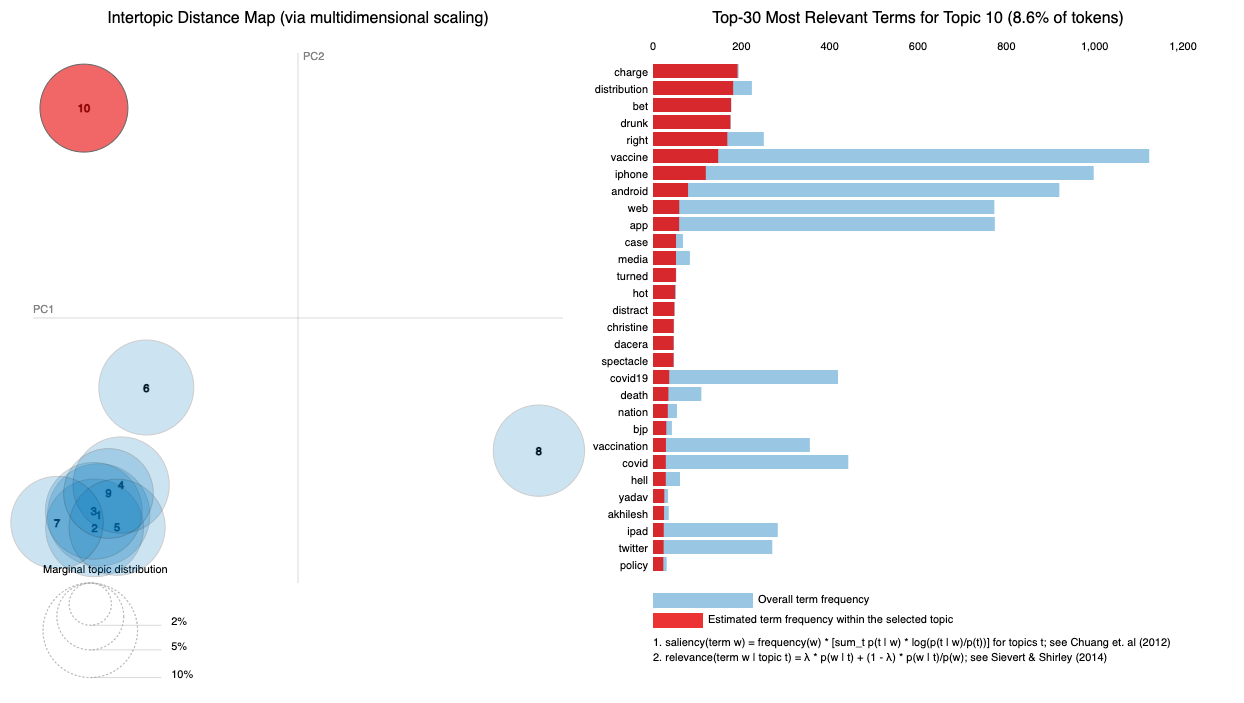 Intertopic Distance Map (via multidimensional scaling)
PC2
PC1
10
6
8
4
9
3
1
7
2
5
Marginal topic distribution
2%
5%
10%
Top-30 Most Relevant Terms for Topic 10 (8.6% of tokens)
0 200 400 600 800 1,000 1,200
charge
distribution
bet
drunk
right
vaccine
iphone
android
web
app
case
media
turned
hot
distract
christine
dacera
spectacle
covid19
death
nation
bjp
vaccination
covid
hell
yadav
akhilesh
ipad
twitter
policy
Overall term frequency
Estimated term frequency within the selected topic
1. saliency(term w) = frequency(w) * [sum_t p(t | w) * log(p(t | w)/p(t))] for topics t; see Chuang et. al (2012)
2. relevance(term w | topic t) = λ * p(w | t) + (1 - λ) * p(w | t)/p(w); see Sievert & Shirley (2014)